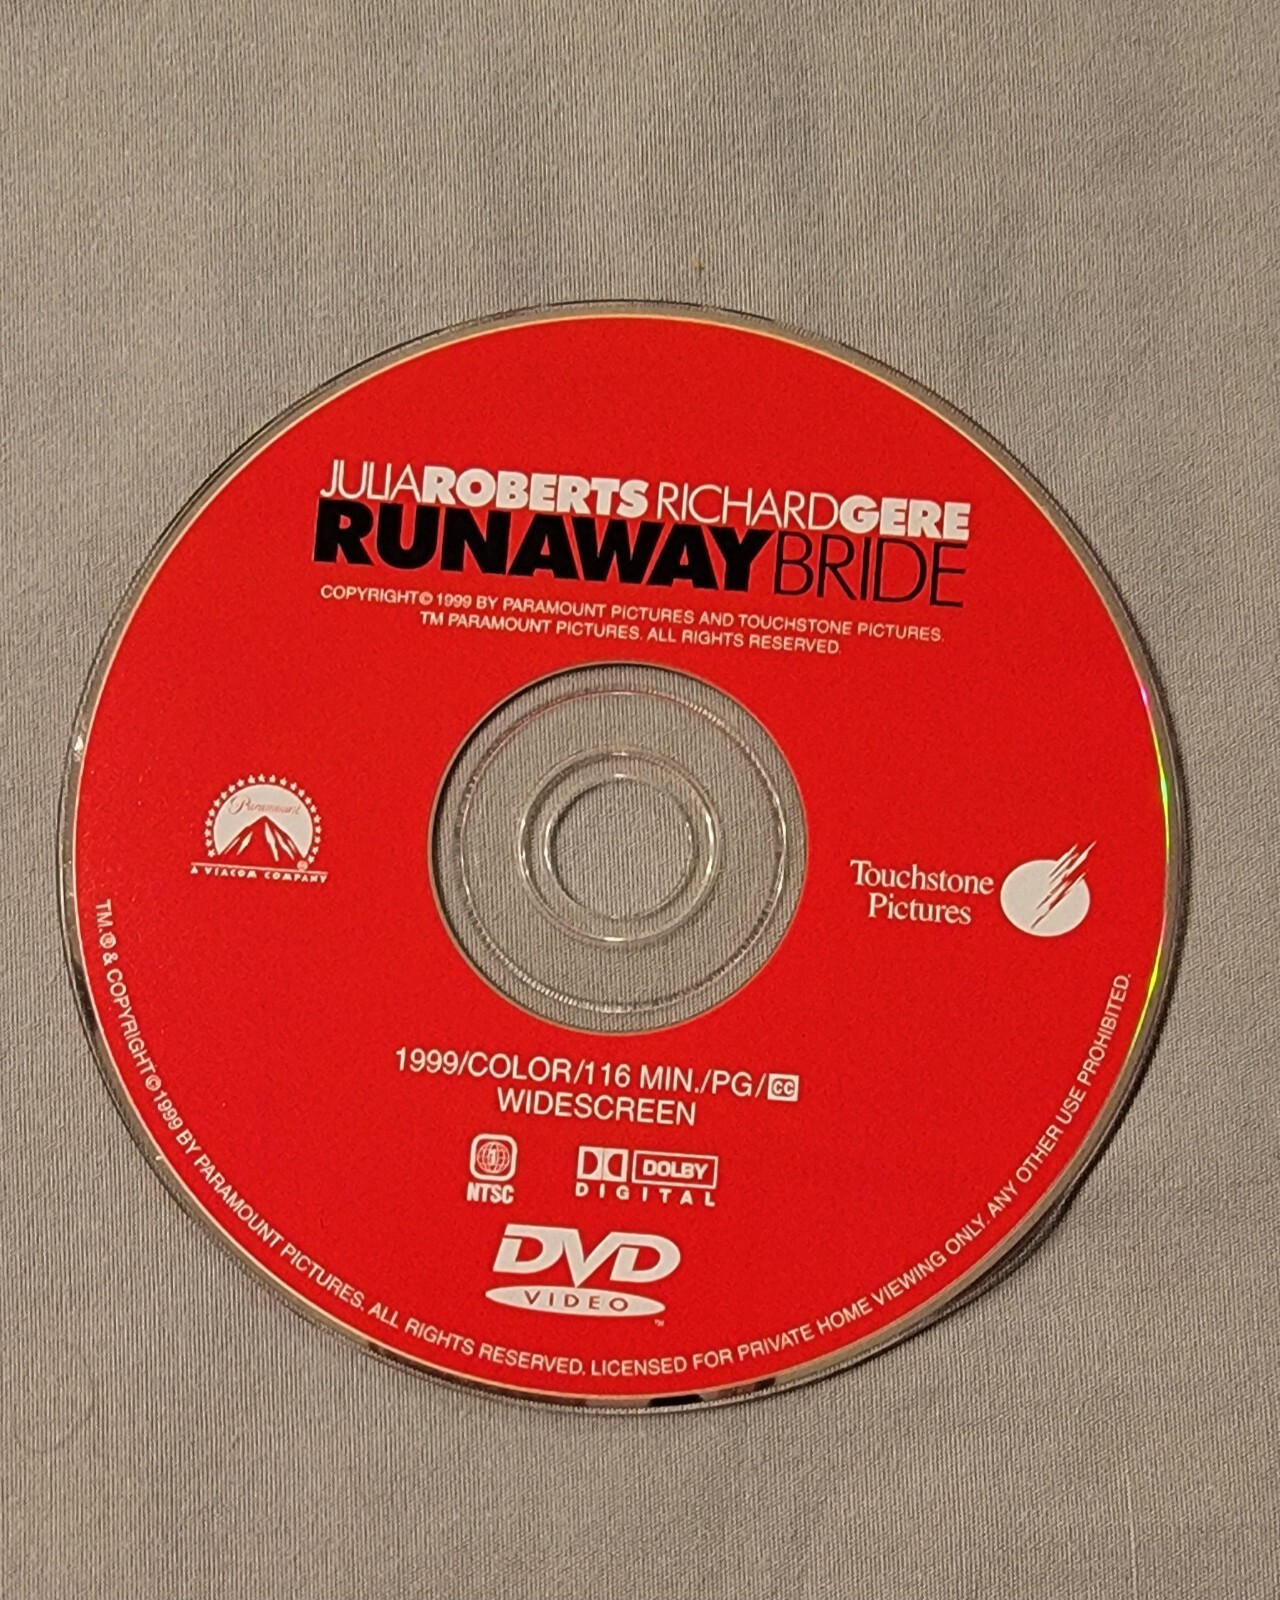 JULIAROBERTS RICHARDGERE
RUNAWAYBRIDE
COPYRIGHT© 1999 BY PARAMOUNT PICTURES AND TOUCHSTONE PICTURES.
TM PARAMOUNT PICTURES. ALL RIGHTS RESERVED.
Paramount
A VIACOM COMPANY
Touchstone
Pictures
1999/COLOR/116 MIN./PG/CC
WIDESCREEN
1
NTSC
DOLBY
DIGITAL
DVD
VIDEO
TM
TM.® & COPYRIGHT © 1999 BY PARAMOUNT PICTURES. ALL RIGHTS RESERVED. LICENSED FOR PRIVATE HOME VIEWING ONLY. ANY OTHER USE PROHIBITED.